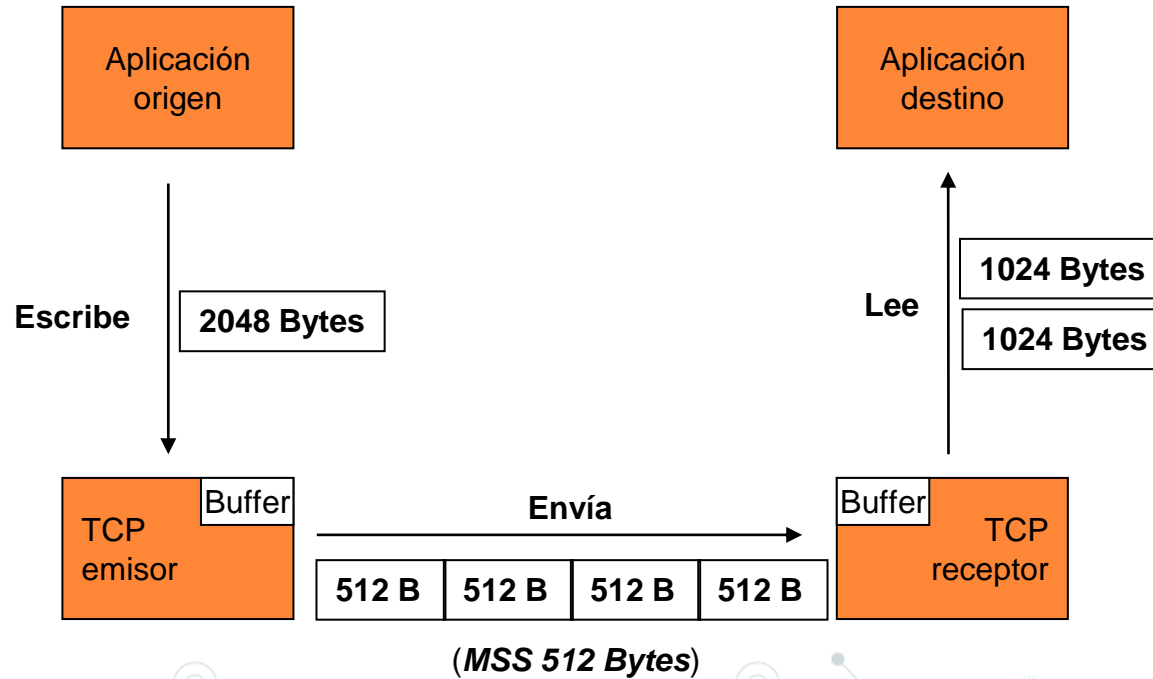 Aplicación
origen
Aplicación
destino
Escribe
2048 Bytes
Lee
1024 Bytes
1024 Bytes
Buffer
TCP
emisor
Envía
512 B
512 B
512 B
512 B
(MSS 512 Bytes)
Buffer
TCP
receptor